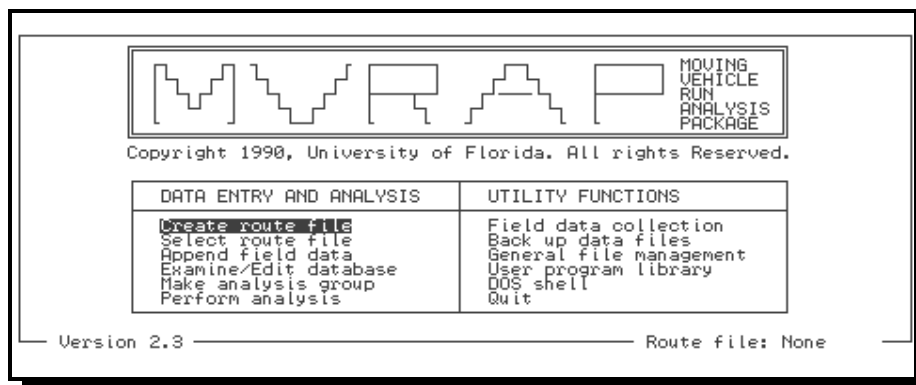 MVRAP
MOVING
VEHICLE
RUN
ANALYSIS
PACKAGE
Copyright 1990, University of Florida. All rights Reserved.
DATA ENTRY AND ANALYSIS
Create route file
Select route file
Append field data
Examine/Edit database
Make analysis group
Perform analysis
UTILITY FUNCTIONS
Field data collection
Back up data files
General file management
User program library
DOS shell
Quit
Version 2.3
Route file: None